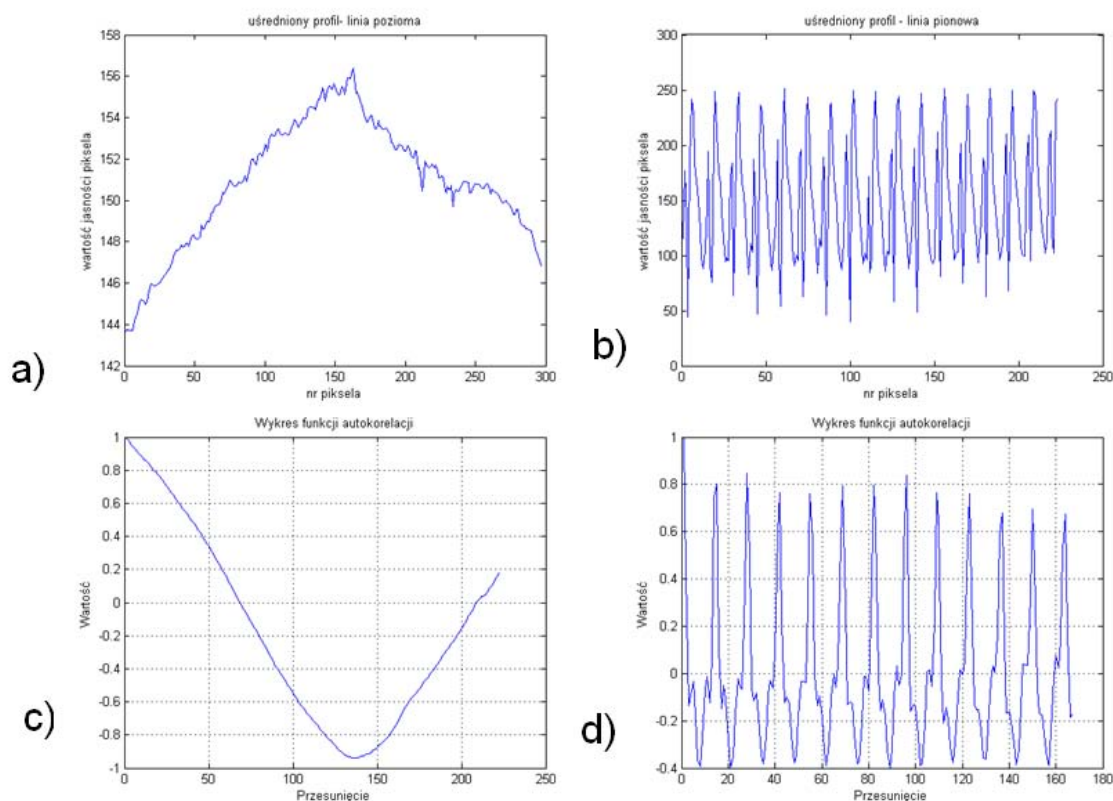 uśredniony profil- linia pozioma
158
156
154
152
150
148
146
144
142
wartość jasności piksela
0 50 100 150 200 250 300
nr piksela
a)
uśredniony profil - linia pionowa
300
250
200
150
100
50
0
wartość jasności piksela
0 50 100 150 200 250
nr piksela
b)
Wykres funkcji autokorelacji
1
0.8
0.6
0.4
0.2
0
-0.2
-0.4
-0.6
-0.8
-1
Wartość
0 50 100 150 200 250
Przesunięcie
c)
Wykres funkcji autokorelacji
1
0.8
0.6
0.4
0.2
0
-0.2
-0.4
Wartość
0 20 40 60 80 100 120 140 160 180
Przesunięcie
d)